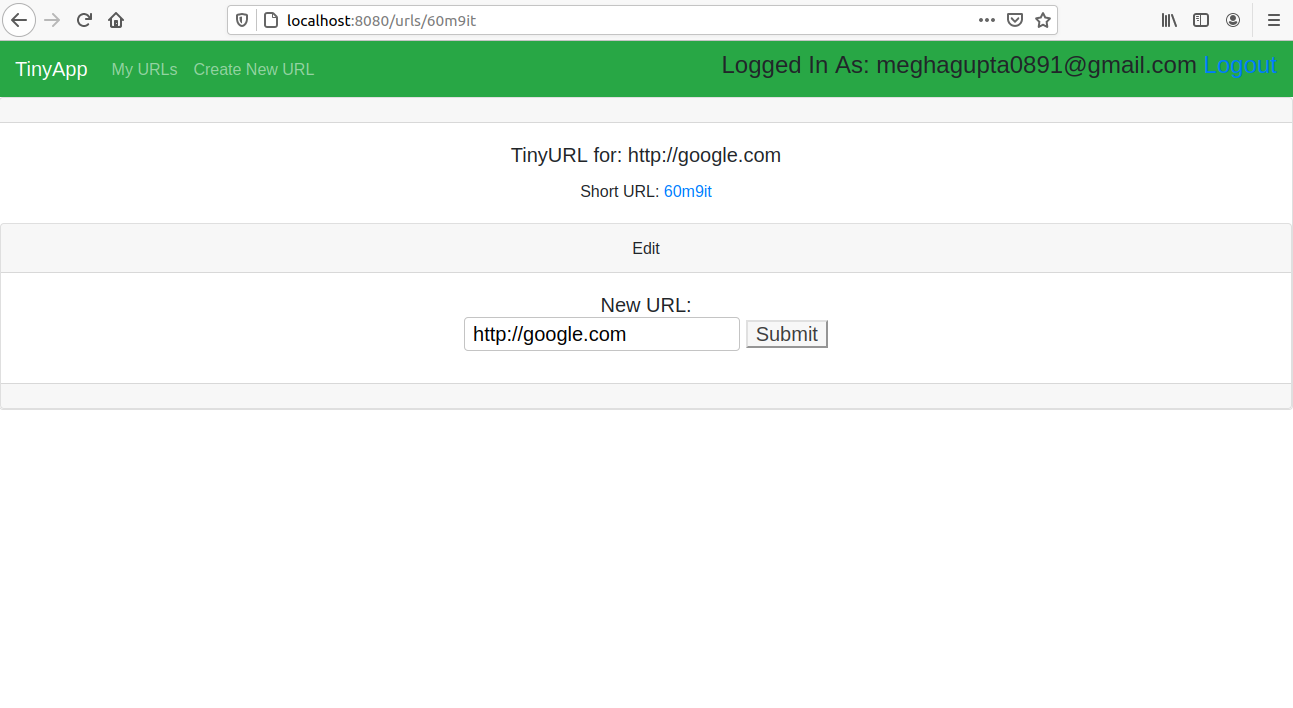 localhost:8080/urls/60m9it
TinyApp My URLs Create New URL Logged In As: meghagupta0891@gmail.com Logout
TinyURL for: http://google.com
Short URL: 60m9it
Edit
New URL:
http://google.com Submit